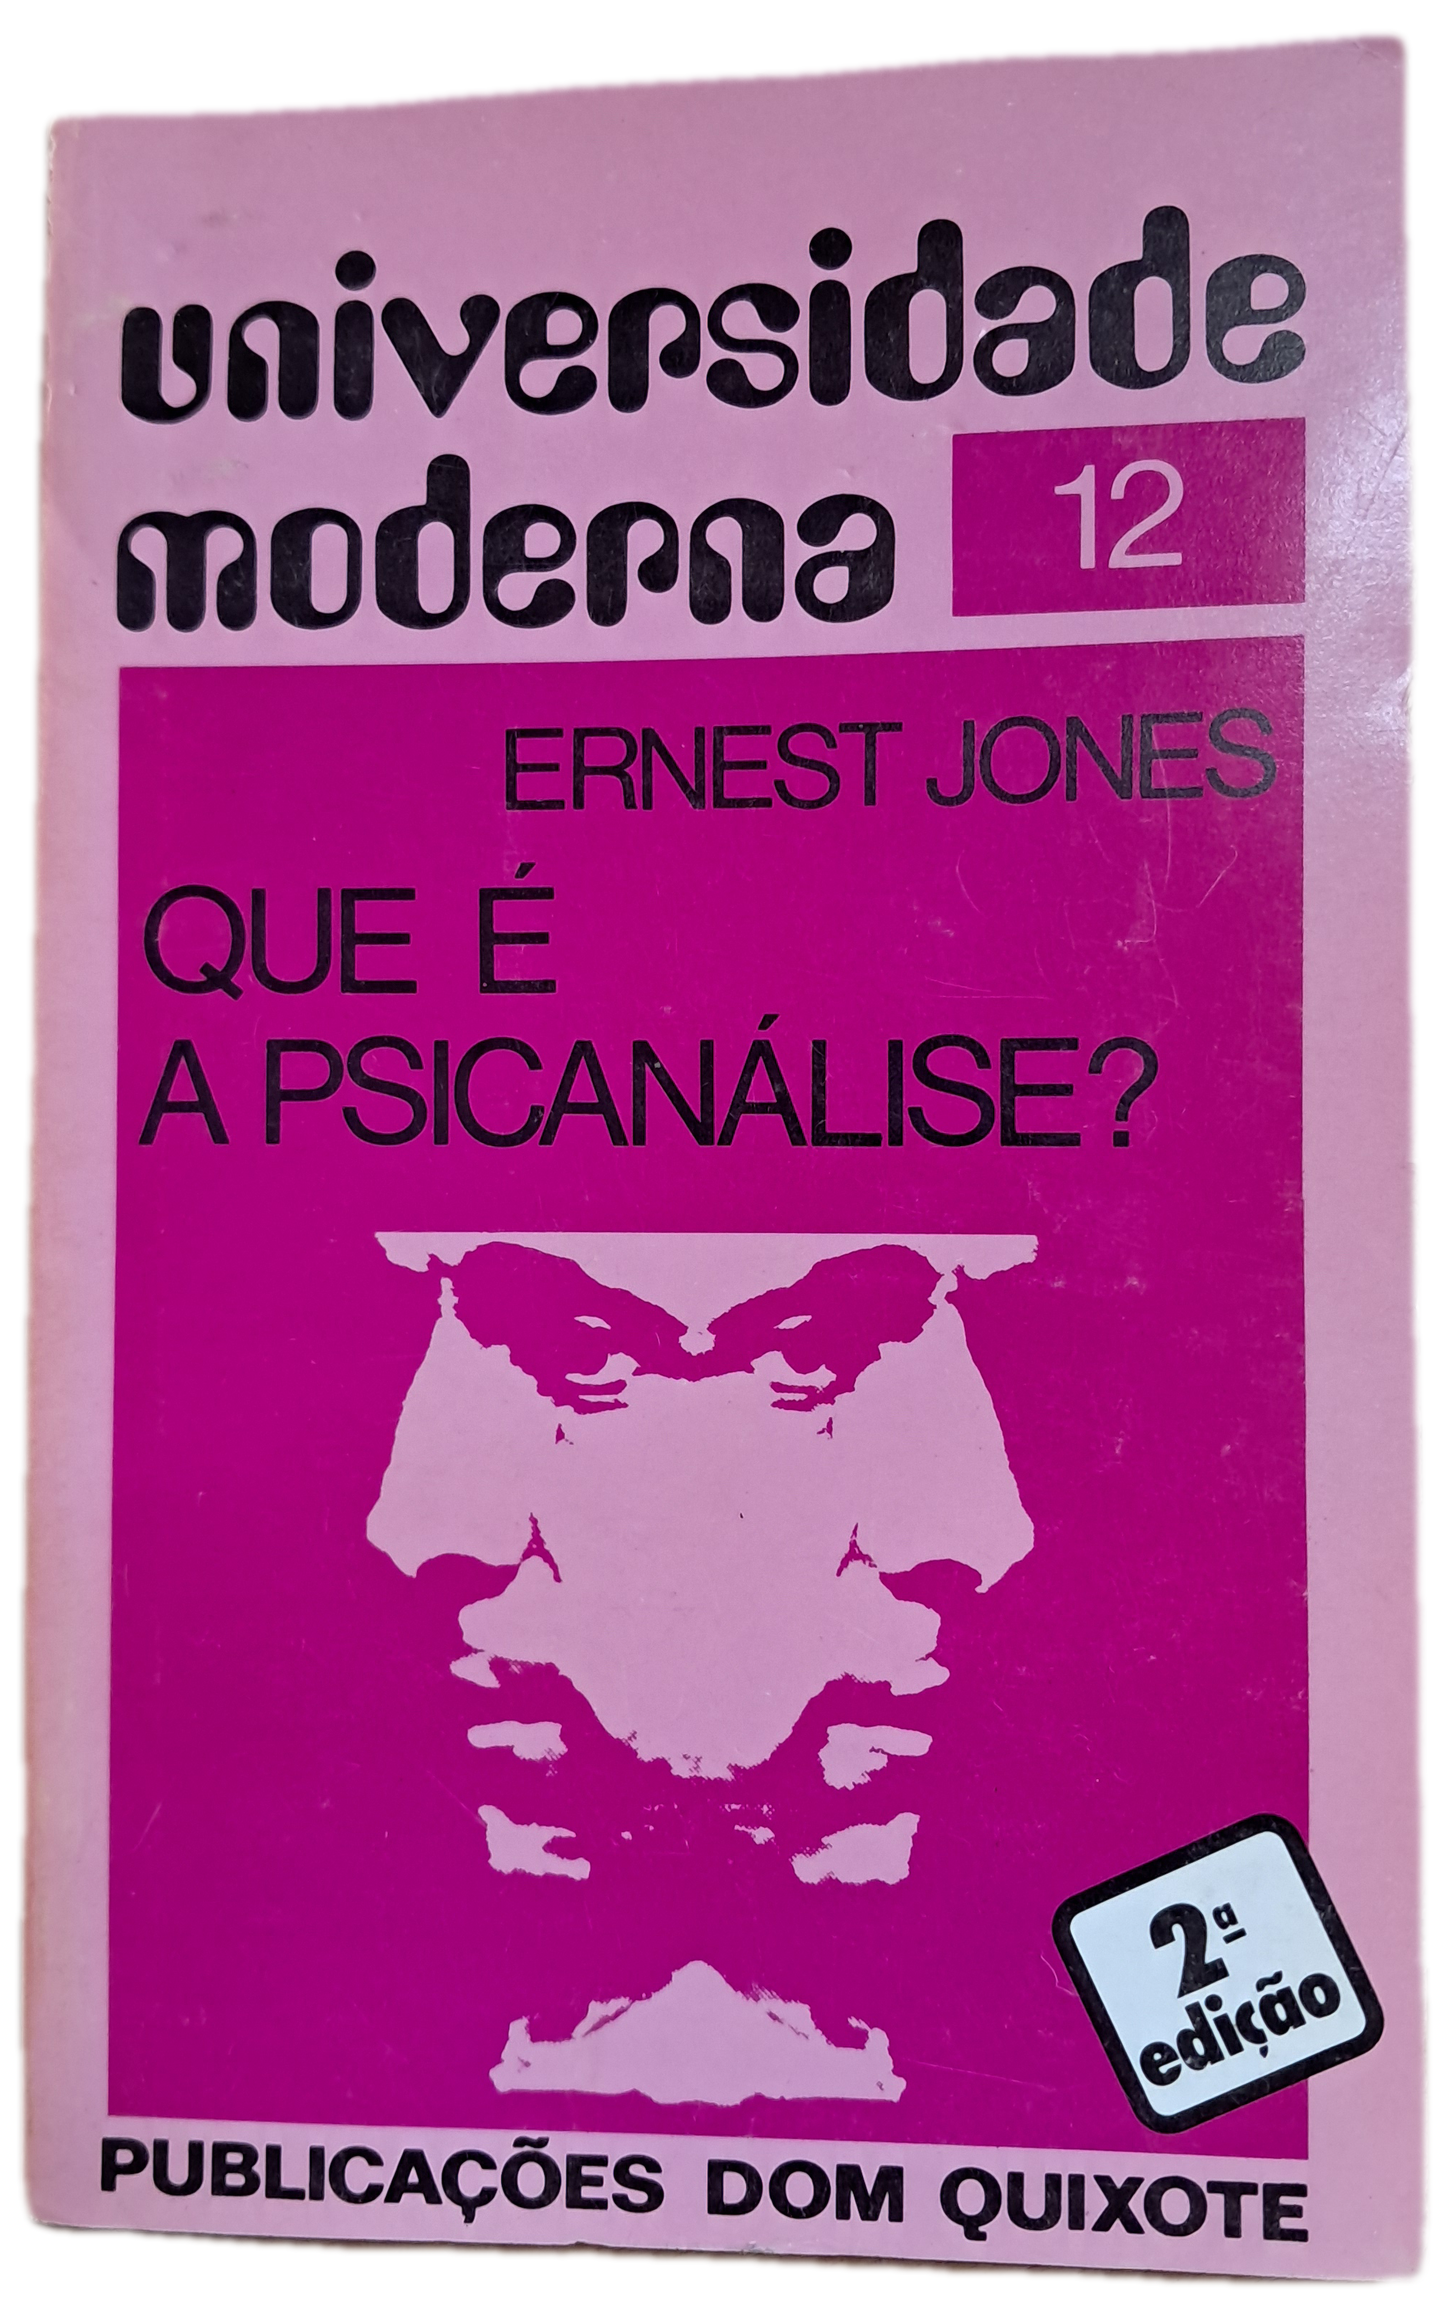 universidade
moderna 12
ERNEST JONES
QUE É
A PSICANÁLISE?
2ª
edição
PUBLICAÇÕES DOM QUIXOTE